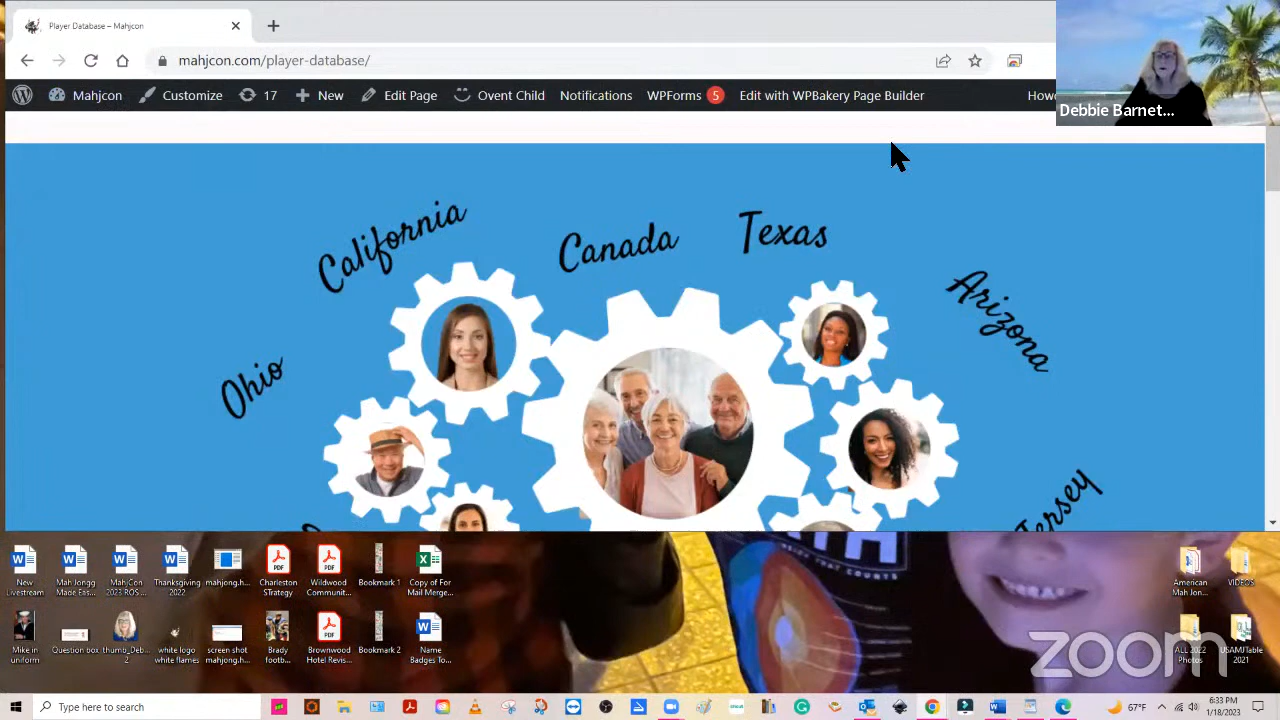 Player Database – Mahjcon
mahjcon.com/player-database/
Mahjcon
Customize
17
New
Edit Page
Ovent Child
Notifications
WPForms
5
Edit with WPBakery Page Builder
Howd
Debbie Barnet...
California
Canada
Texas
Arizona
Ohio
Jersey
New Livestream
Mah Jongg Made Eas...
MahjCon 2023 ROS ...
Thanksgiving 2022
mahjong.h...
Charleston STrategy
Wildwood Communit...
Bookmark 1
Copy of For Mail Merge...
American Mah Jon...
VIDEOS
Mike in uniform
Question box
thumb_Deb... 2
white logo white flames
screen shot mahjong.h...
Brady footb...
Brownwood Hotel Revis...
Bookmark 2
Name Badges To...
ALL 2022 Photos
USAMJTable 2021
THAT COUNTS
zoom
Type here to search
67°F
6:33 PM
1/18/2023